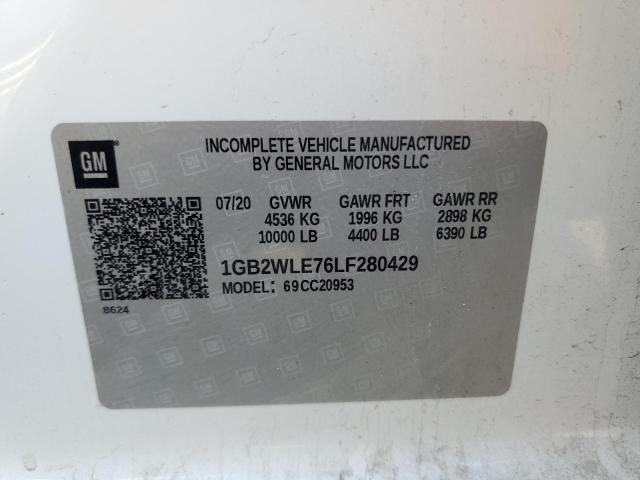 GM
INCOMPLETE VEHICLE MANUFACTURED
BY GENERAL MOTORS LLC
07/20 GVWR GAWR FRT GAWR RR
4536 KG 1996 KG 2898 KG
10000 LB 4400 LB 6390 LB
1GB2WLE76LF280429
MODEL: 69CC20953
8624